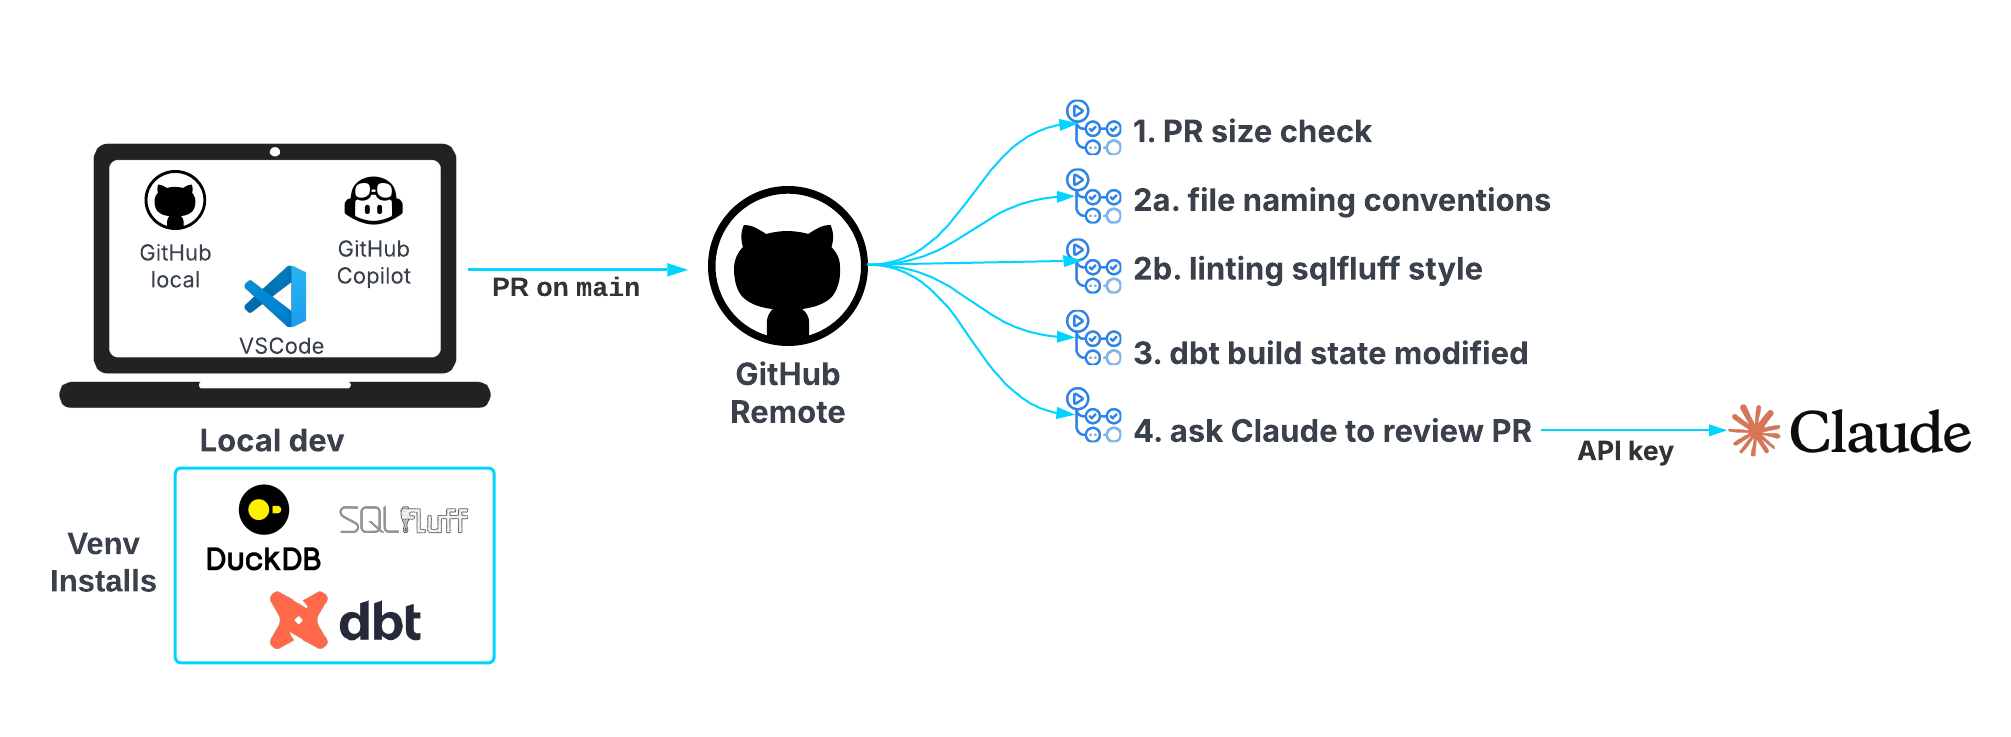 GitHub
local
GitHub
Copilot
VSCode
Local dev
Venv
Installs
DuckDB
SQLfluff
dbt
PR on main
GitHub
Remote
1. PR size check
2a. file naming conventions
2b. linting sqlfluff style
3. dbt build state modified
4. ask Claude to review PR
API key
Claude